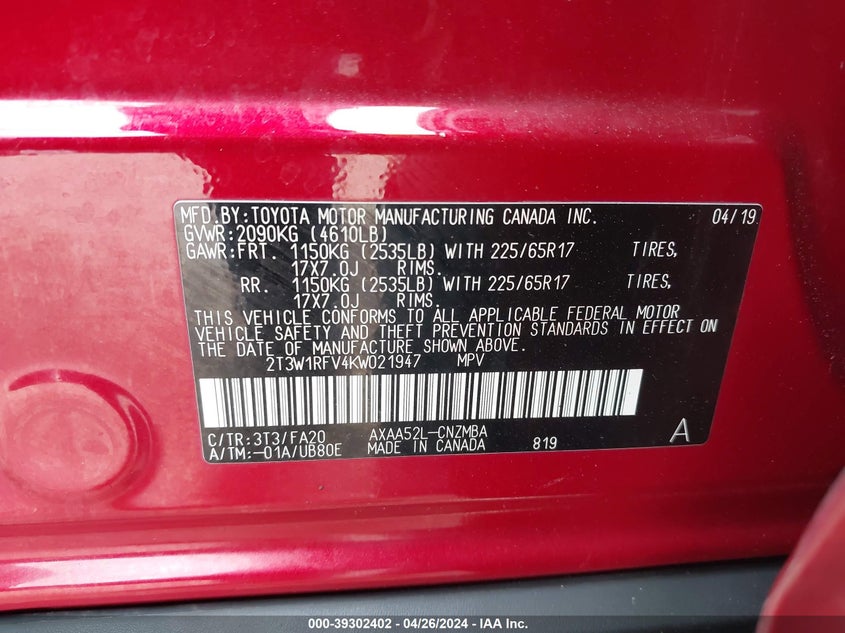 MFD.BY:TOYOTA MOTOR MANUFACTURING CANADA INC. 04/19
GVWR:2090KG (4610LB)
GAWR:FRT. 1150KG (2535LB) WITH 225/65R17 TIRES,
17X7.0J RIMS.
RR. 1150KG (2535LB) WITH 225/65R17 TIRES,
17X7.0J RIMS.
THIS VEHICLE CONFORMS TO ALL APPLICABLE FEDERAL MOTOR
VEHICLE SAFETY AND THEFT PREVENTION STANDARDS IN EFFECT ON
THE DATE OF MANUFACTURE SHOWN ABOVE.
2T3W1RFV4KW021947 MPV
C/TR:3T3/FA20 AXAA52L-CNZMBA
A/TM:-01A/UB80E MADE IN CANADA 819 A
000-39302402 - 04/26/2024 - IAA Inc.